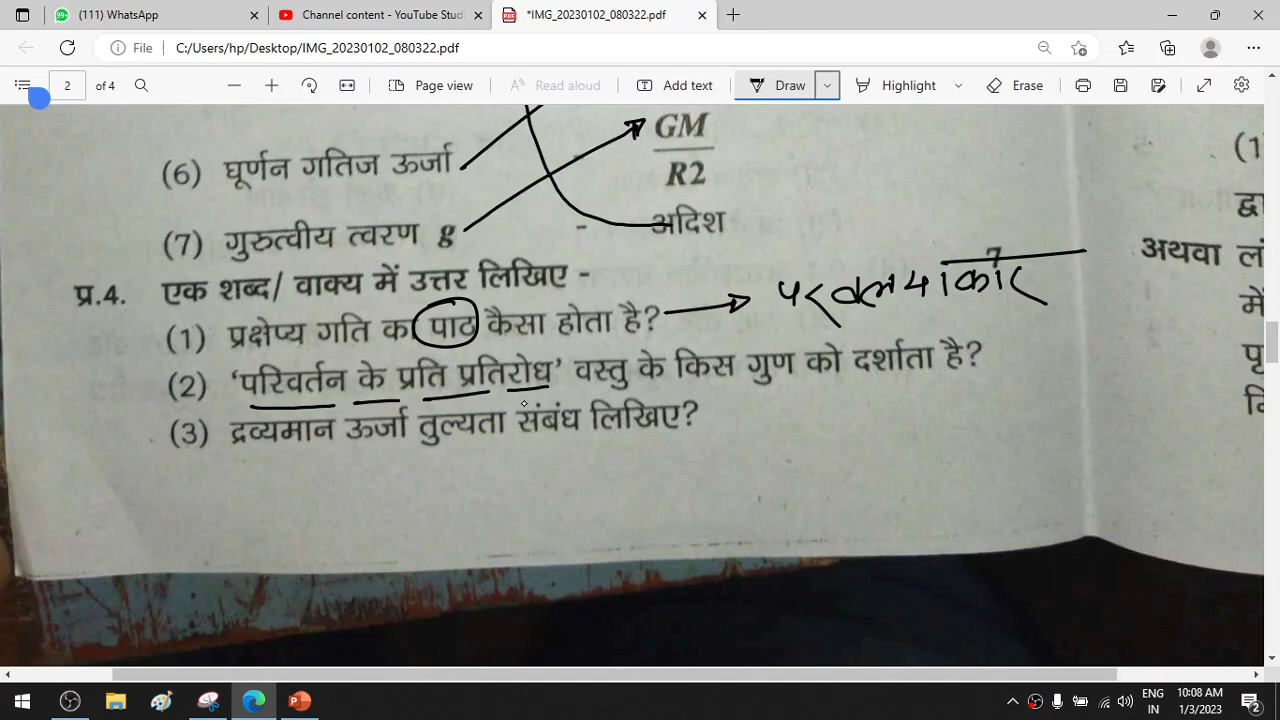 (111) WhatsApp
Channel content - YouTube Stud
*IMG_20230102_080322.pdf
File
C:/Users/hp/Desktop/IMG_20230102_080322.pdf
2
of 4
Page view
Read aloud
Add text
Draw
Highlight
Erase
(6) घूर्णन गतिज ऊर्जा
GM
R2
(7) गुरुत्वीय त्वरण g
- अदिश
प्र.4. एक शब्द/ वाक्य में उत्तर लिखिए -
(1) प्रक्षेप्य गति का पाठ कैसा होता है?
परवलयाकार
(2) 'परिवर्तन के प्रति प्रतिरोध' वस्तु के किस गुण को दर्शाता है?
(3) द्रव्यमान ऊर्जा तुल्यता संबंध लिखिए?
(1
द्वा
अथवा लं
में
पृ
ENG
IN
10:08 AM
1/3/2023
2